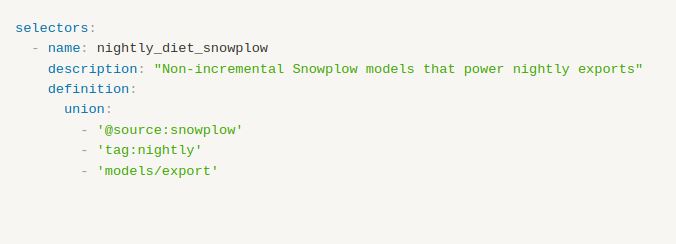 selectors:
  - name: nightly_diet_snowplow
    description: "Non-incremental Snowplow models that power nightly exports"
    definition:
      union:
        - '@source:snowplow'
        - 'tag:nightly'
        - 'models/export'